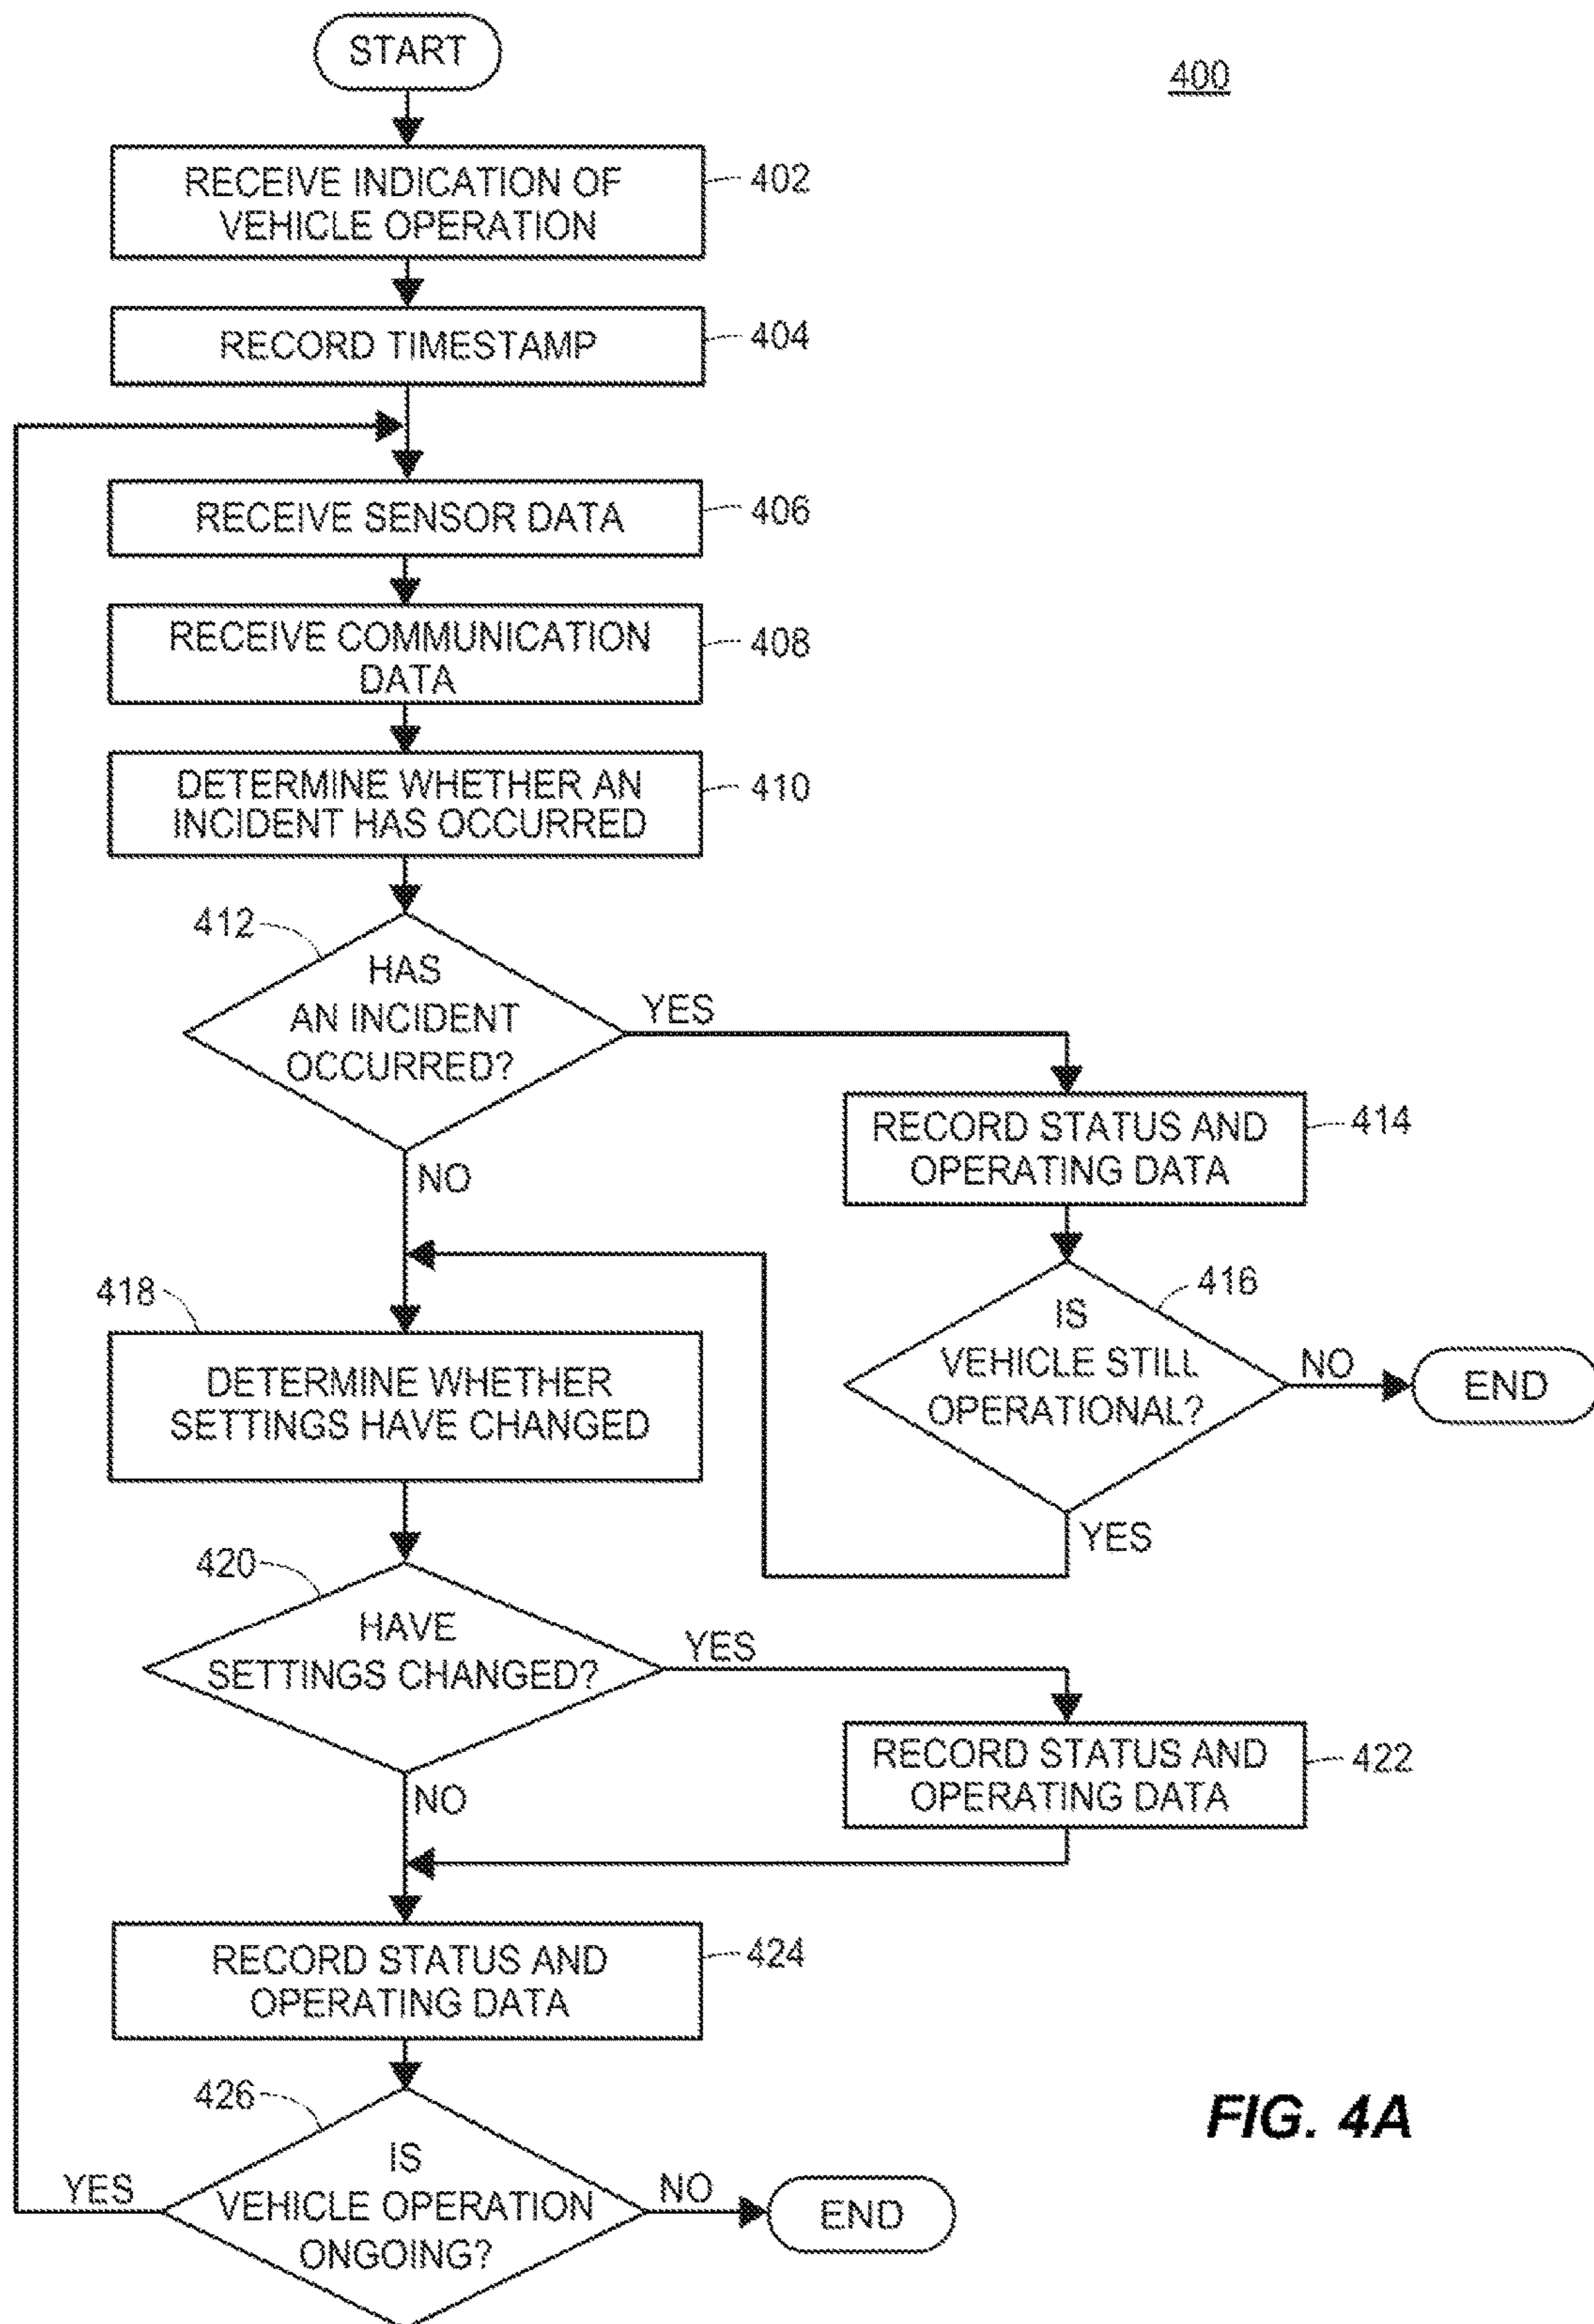 START
400
RECEIVE INDICATION OF
VEHICLE OPERATION
402
RECORD TIMESTAMP
404
RECEIVE SENSOR DATA
406
RECEIVE COMMUNICATION
DATA
408
DETERMINE WHETHER AN
INCIDENT HAS OCCURRED
410
412
HAS
AN INCIDENT
OCCURRED?
YES
NO
RECORD STATUS AND
OPERATING DATA
414
416
IS
VEHICLE STILL
OPERATIONAL?
NO
END
YES
418
DETERMINE WHETHER
SETTINGS HAVE CHANGED
420
HAVE
SETTINGS CHANGED?
YES
NO
RECORD STATUS AND
OPERATING DATA
422
RECORD STATUS AND
OPERATING DATA
424
426
IS
VEHICLE OPERATION
ONGOING?
YES
NO
END
FIG. 4A